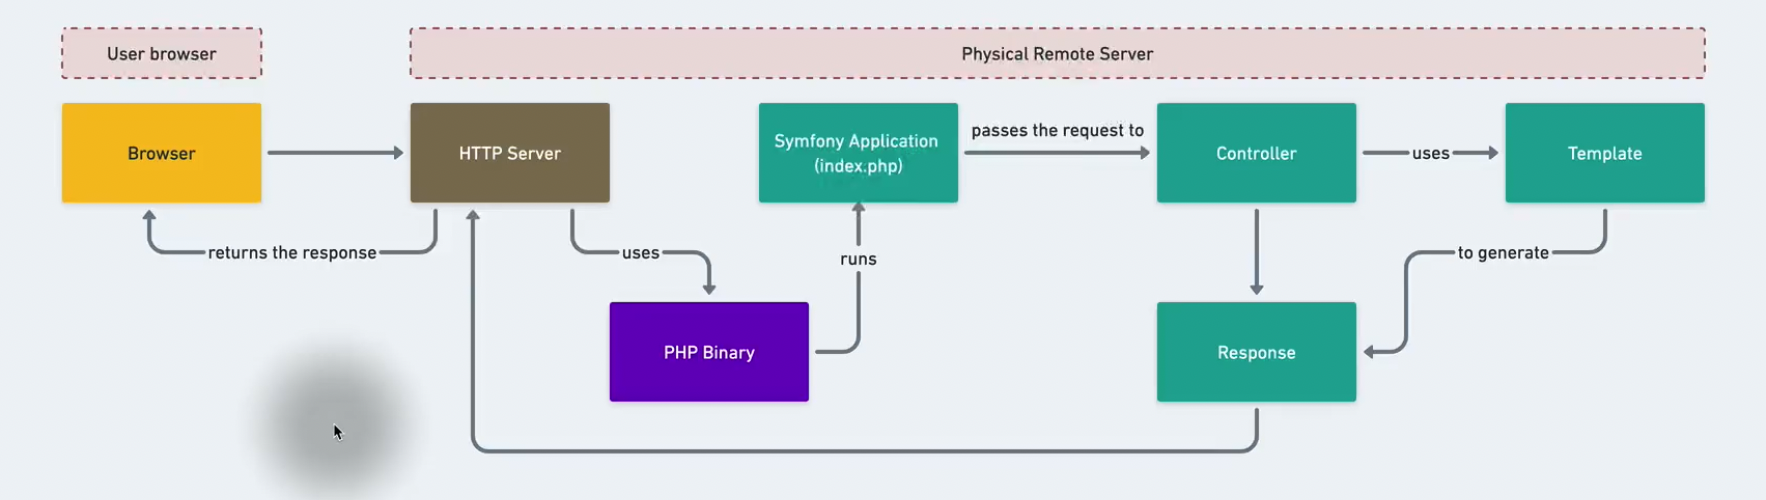 User browser
Physical Remote Server
Browser
HTTP Server
Symfony Application
(index.php)
passes the request to
Controller
uses
Template
returns the response
uses
runs
to generate
PHP Binary
Response